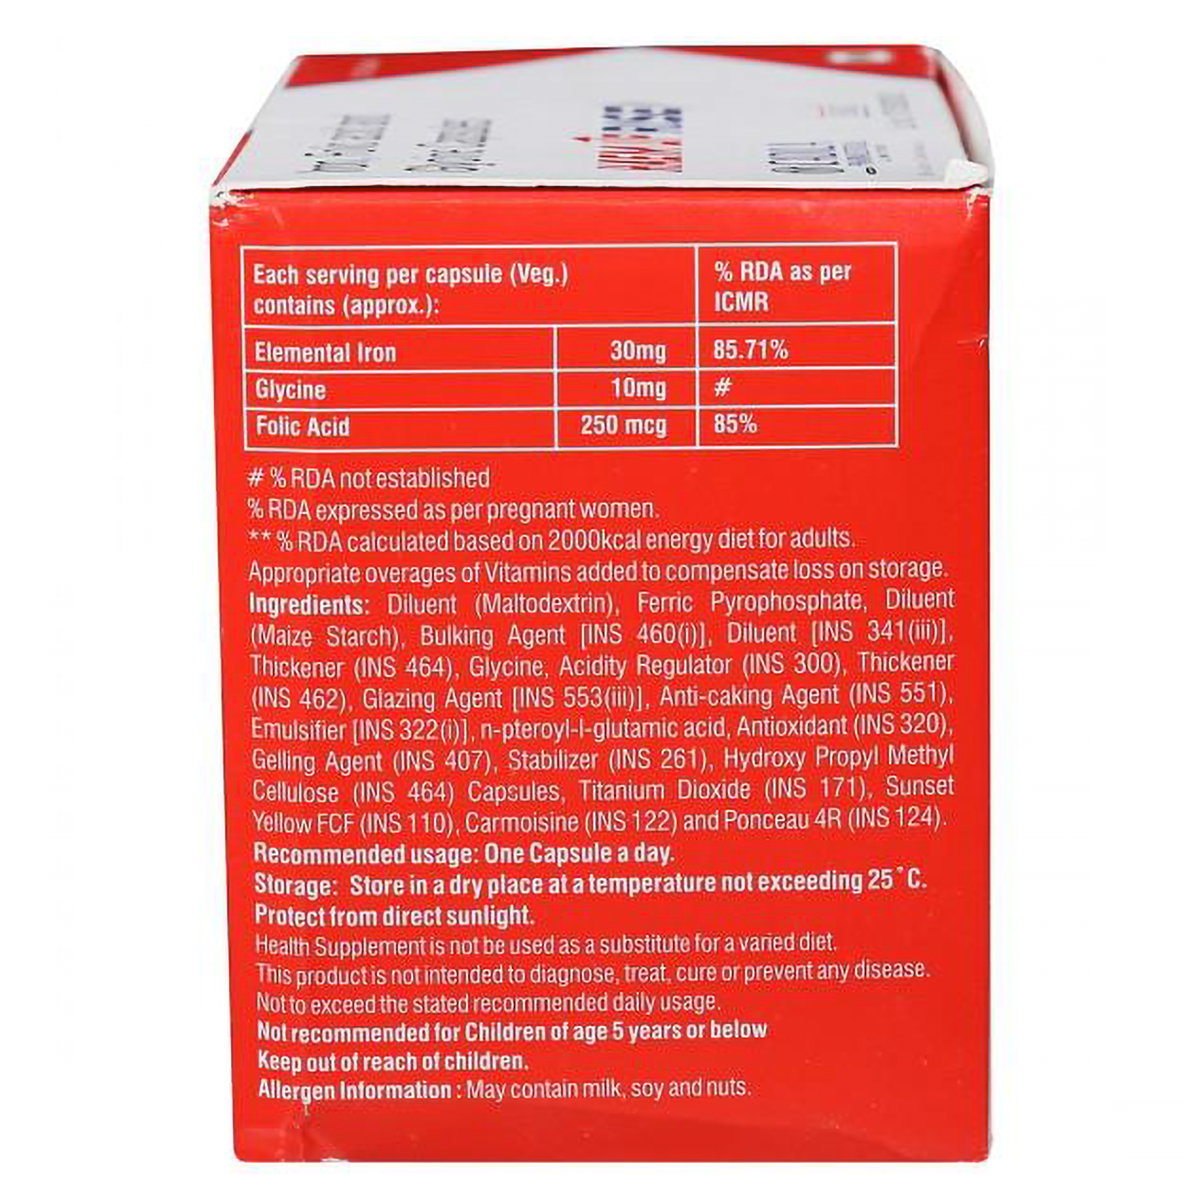 Each serving per capsule (Veg.)
contains (approx.):
% RDA as per
ICMR
Elemental Iron 30mg 85.71%
Glycine 10mg #
Folic Acid 250 mcg 85%
# % RDA not established
% RDA expressed as per pregnant women.
** % RDA calculated based on 2000kcal energy diet for adults.
Appropriate overages of Vitamins added to compensate loss on storage.
Ingredients: Diluent (Maltodextrin), Ferric Pyrophosphate, Diluent
(Maize Starch), Bulking Agent [INS 460(i)], Diluent [INS 341(iii)],
Thickener (INS 464), Glycine, Acidity Regulator (INS 300), Thickener
(INS 462), Glazing Agent [INS 553(iii)], Anti-caking Agent (INS 551),
Emulsifier [INS 322(i)], n-pteroyl-l-glutamic acid, Antioxidant (INS 320),
Gelling Agent (INS 407), Stabilizer (INS 261), Hydroxy Propyl Methyl
Cellulose (INS 464) Capsules, Titanium Dioxide (INS 171), Sunset
Yellow FCF (INS 110), Carmoisine (INS 122) and Ponceau 4R (INS 124).
Recommended usage: One Capsule a day.
Storage: Store in a dry place at a temperature not exceeding 25˚C.
Protect from direct sunlight.
Health Supplement is not be used as a substitute for a varied diet.
This product is not intended to diagnose, treat, cure or prevent any disease.
Not to exceed the stated recommended daily usage.
Not recommended for Children of age 5 years or below
Keep out of reach of children.
Allergen Information : May contain milk, soy and nuts.